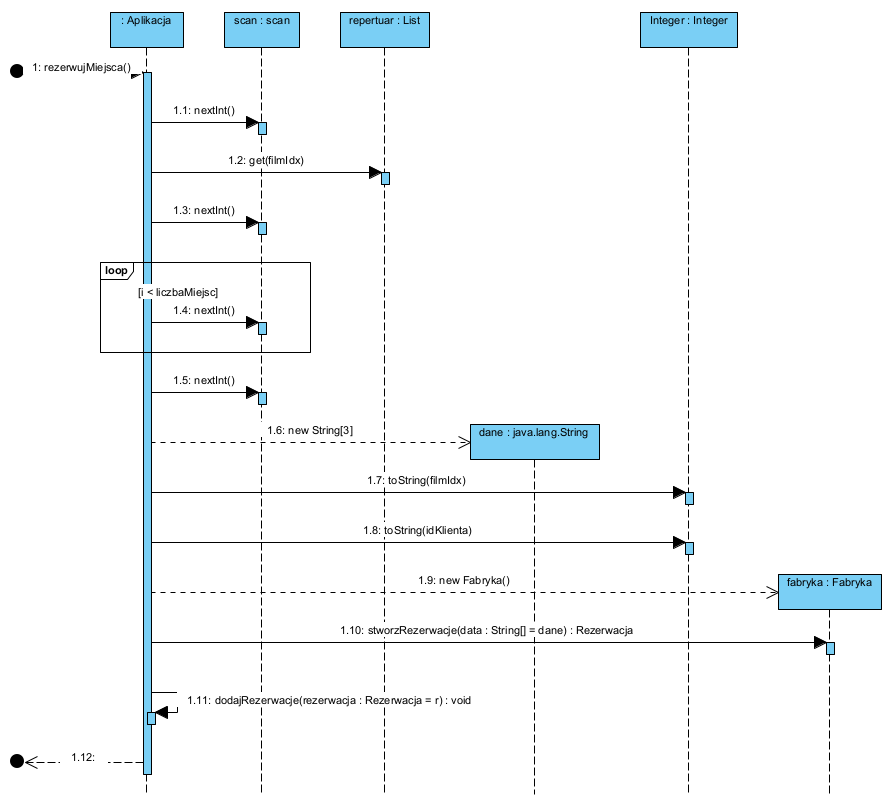 : Aplikacja
scan : scan
repertuar : List
Integer : Integer
1: rezerwujMiejsca()
1.1: nextInt()
1.2: get(filmIdx)
1.3: nextInt()
loop
[i < liczbaMiejsc]
1.4: nextInt()
1.5: nextInt()
1.6: new String[3]
dane : java.lang.String
1.7: toString(filmIdx)
1.8: toString(idKlienta)
1.9: new Fabryka()
fabryka : Fabryka
1.10: stworzRezerwacje(data : String[] = dane) : Rezerwacja
1.11: dodajRezerwacje(rezerwacja : Rezerwacja = r) : void
1.12: